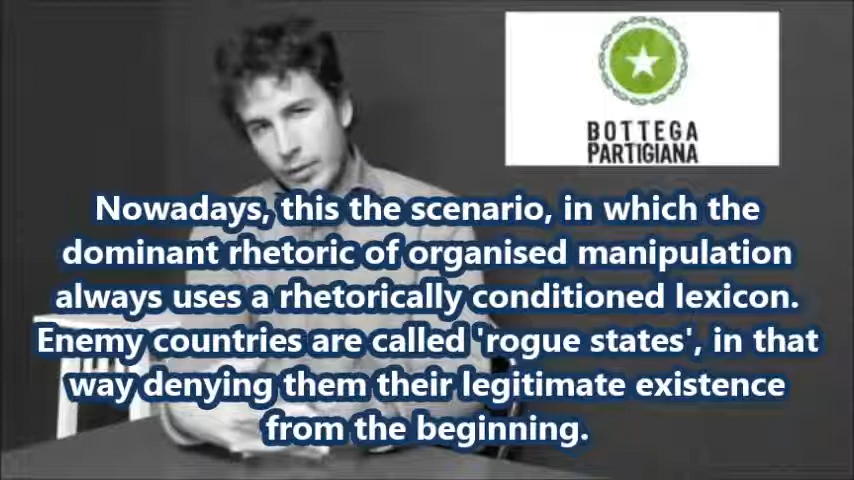 BOTTEGA
PARTIGIANA
Nowadays, this the scenario, in which the
dominant rhetoric of organised manipulation
always uses a rhetorically conditioned lexicon.
Enemy countries are called 'rogue states', in that
way denying them their legitimate existence
from the beginning.